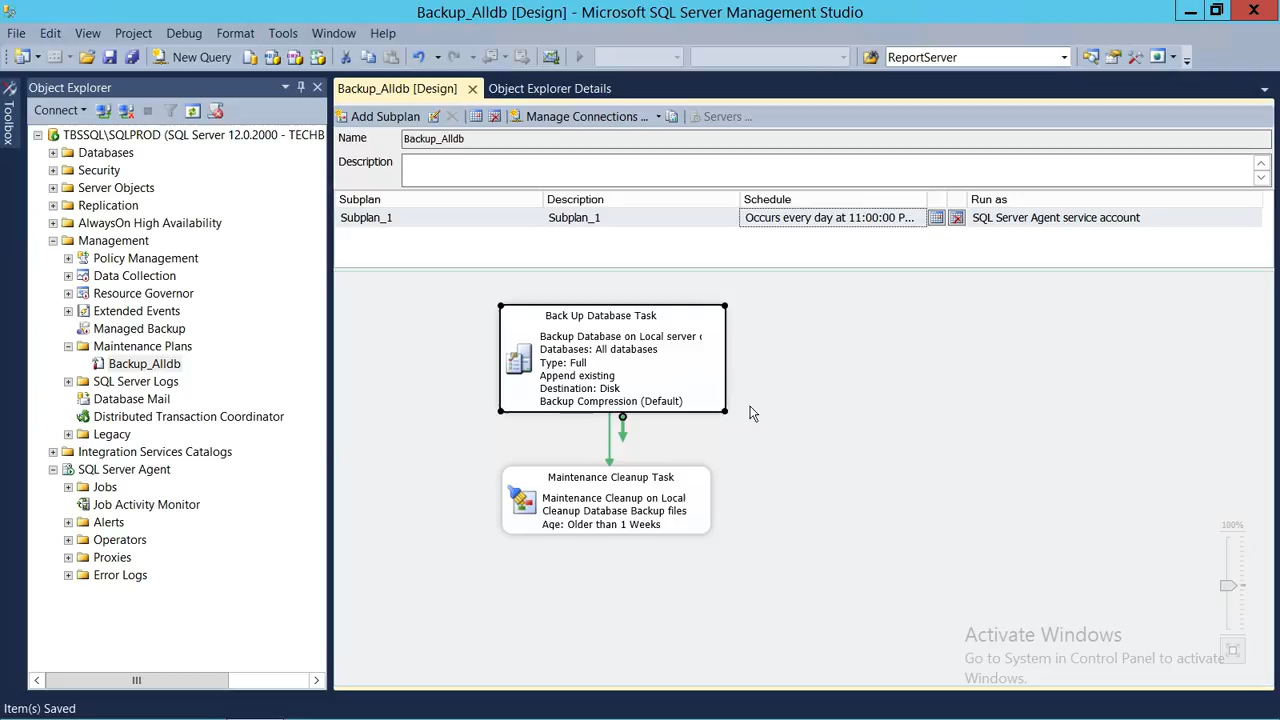 Backup_Alldb [Design] - Microsoft SQL Server Management Studio
File Edit View Project Debug Format Tools Window Help
New Query
ReportServer
Toolbox
Object Explorer
Connect
TBSSQL\SQLPROD (SQL Server 12.0.2000 - TECHB
Databases
Security
Server Objects
Replication
AlwaysOn High Availability
Management
Policy Management
Data Collection
Resource Governor
Extended Events
Managed Backup
Maintenance Plans
Backup_Alldb
SQL Server Logs
Database Mail
Distributed Transaction Coordinator
Legacy
Integration Services Catalogs
SQL Server Agent
Jobs
Job Activity Monitor
Alerts
Operators
Proxies
Error Logs
Backup_Alldb [Design] Object Explorer Details
Add Subplan Manage Connections ... Servers ...
Name Backup_Alldb
Description
Subplan Description Schedule Run as
Subplan_1 Subplan_1 Occurs every day at 11:00:00 P... SQL Server Agent service account
Back Up Database Task
Backup Database on Local server c
Databases: All databases
Type: Full
Append existing
Destination: Disk
Backup Compression (Default)
Maintenance Cleanup Task
Maintenance Cleanup on Local
Cleanup Database Backup files
Age: Older than 1 Weeks
100%
Activate Windows
Go to System in Control Panel to activate
Windows.
Item(s) Saved